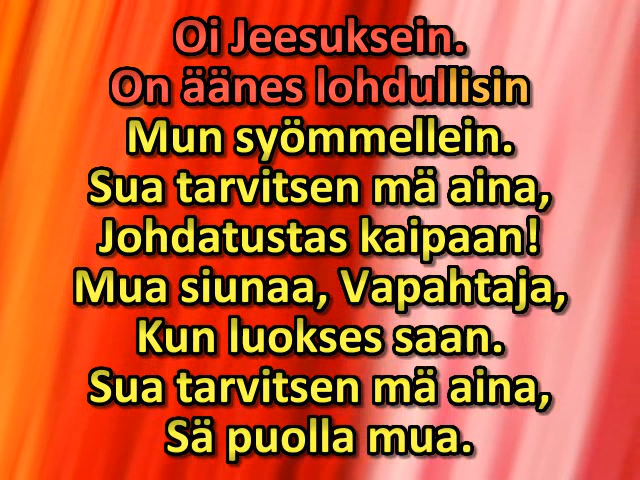 Oi Jeesuksein.
On äänes lohdullisin
Mun syömmellein.
Sua tarvitsen mä aina,
Johdatustas kaipaan!
Mua siunaa, Vapahtaja,
Kun luokses saan.
Sua tarvitsen mä aina,
Sä puolla mua.